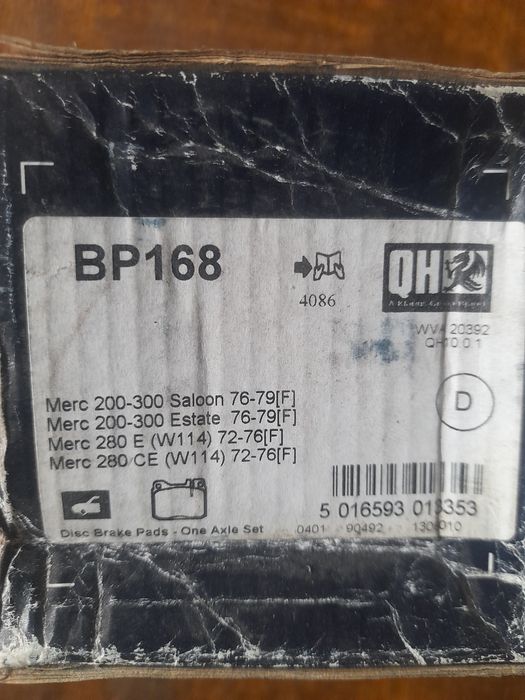 BP168
4086
QH
WVA 20392
QH10 0 1
Merc 200-300 Saloon 76-79[F]
Merc 200-300 Estate 76-79[F]
Merc 280 E (W114) 72-76[F]
Merc 280 CE (W114) 72-76[F]
D
Disc Brake Pads - One Axle Set
5 016593 013353
0401 90492